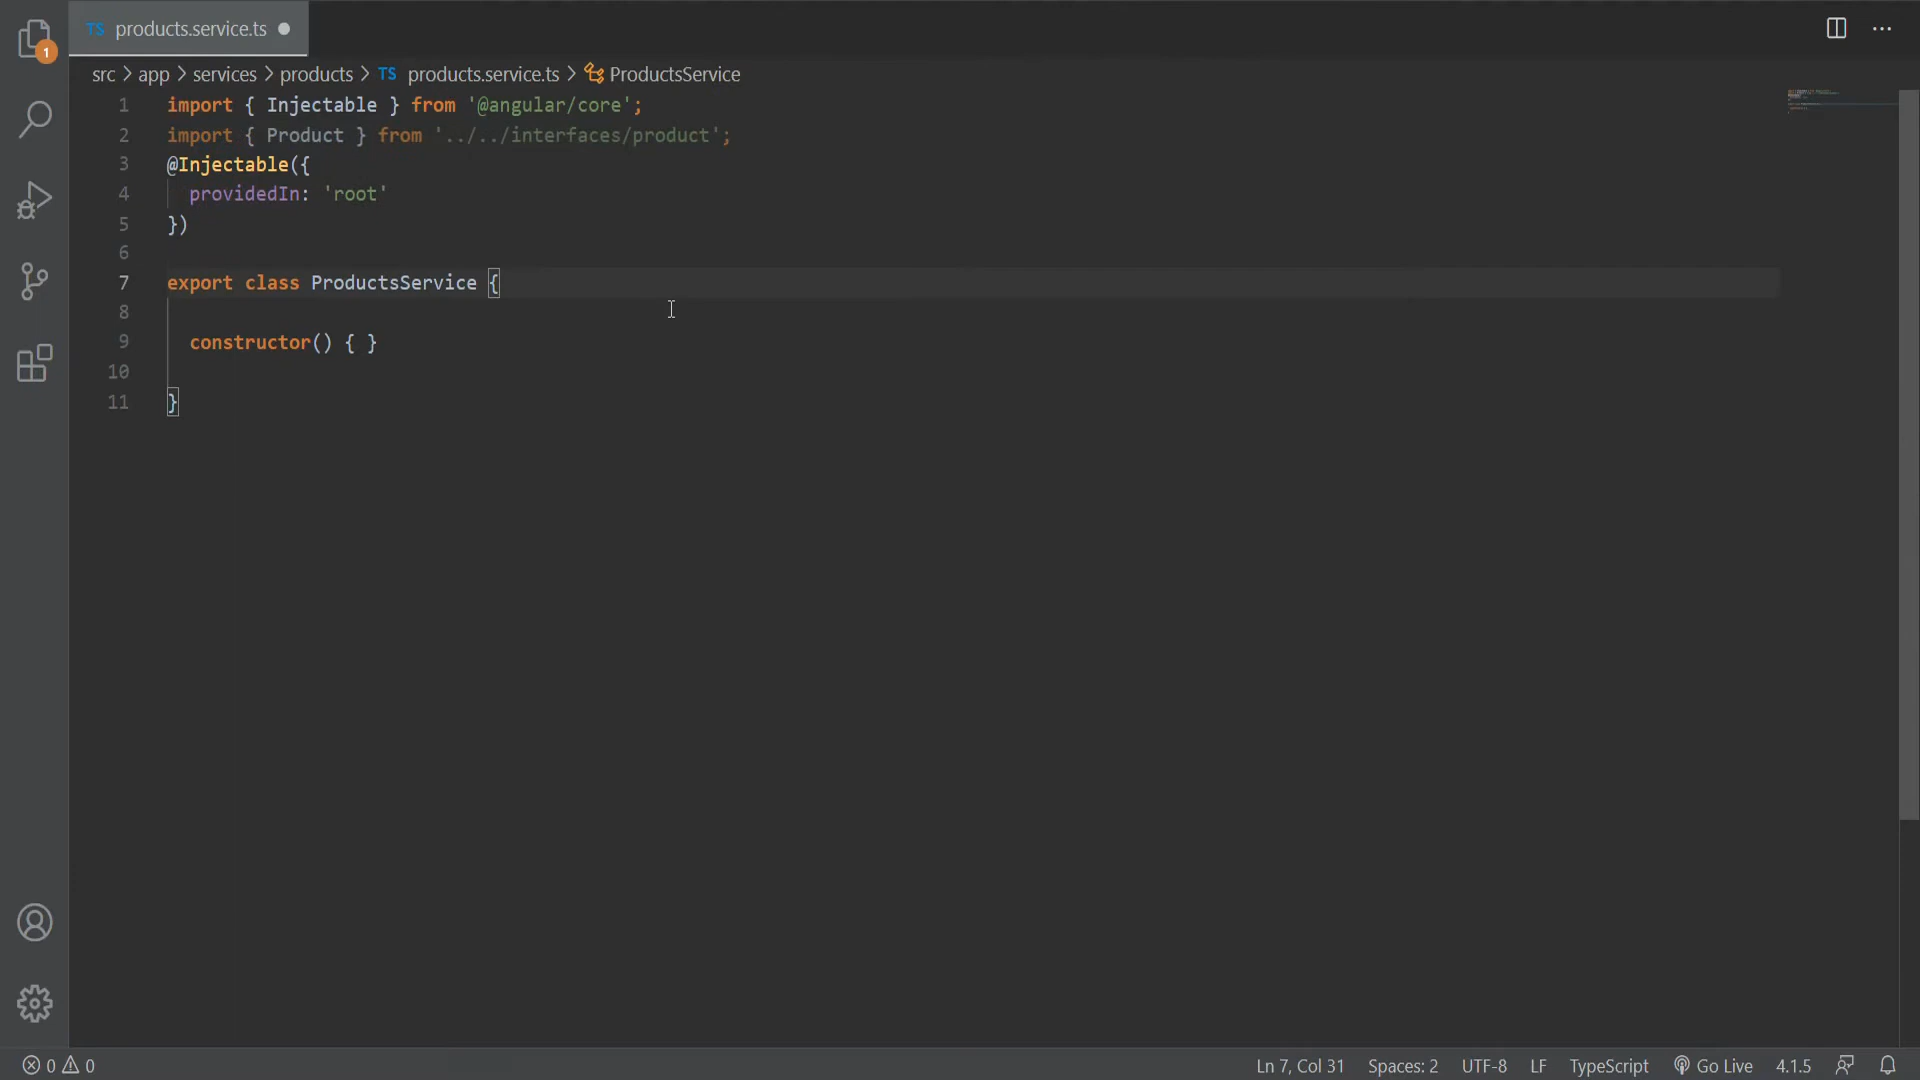 TS products.service.ts
1
src > app > services > products > TS products.service.ts > ProductsService
1 import { Injectable } from '@angular/core';
2 import { Product } from '../../interfaces/product';
3 @Injectable({
4 providedIn: 'root'
5 })
6
7 export class ProductsService {
8
9 constructor() { }
10
11 }
0 0 Ln 7, Col 31 Spaces: 2 UTF-8 LF TypeScript Go Live 4.1.5